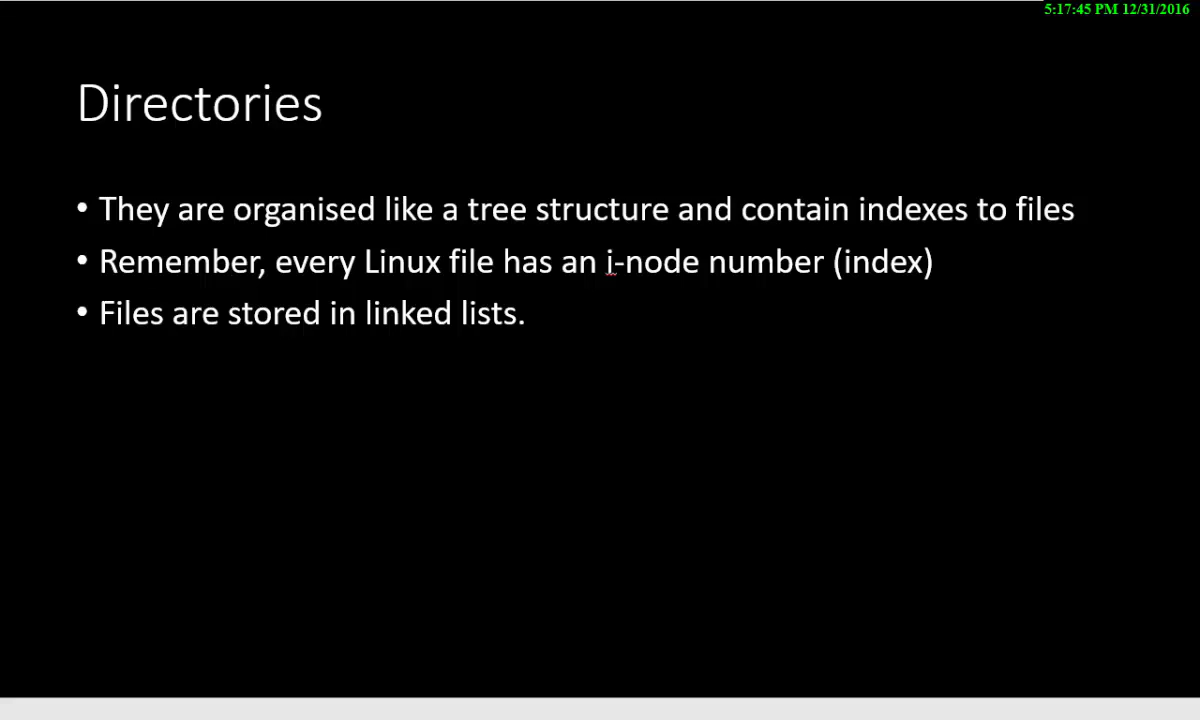 5:17:45 PM 12/31/2016
Directories
• They are organised like a tree structure and contain indexes to files
• Remember, every Linux file has an i-node number (index)
• Files are stored in linked lists.